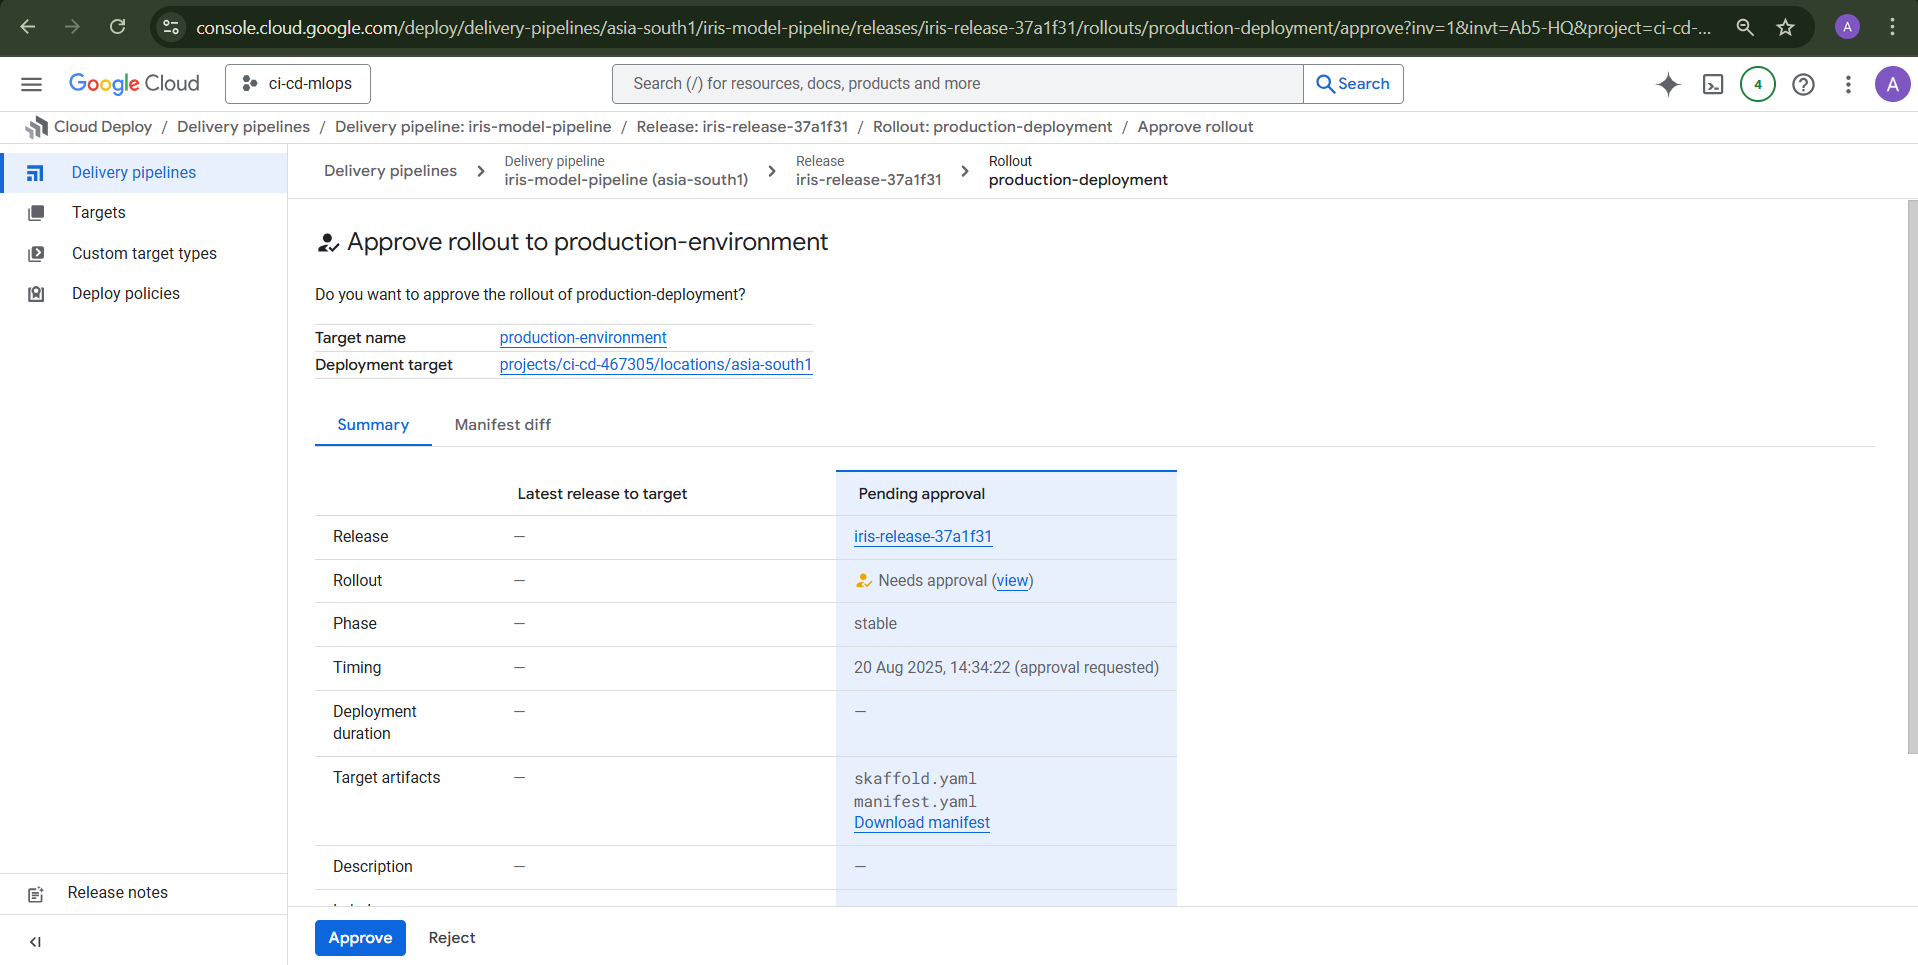 console.cloud.google.com/deploy/delivery-pipelines/asia-south1/iris-model-pipeline/releases/iris-release-37a1f31/rollouts/production-deployment/approve?inv=1&invt=Ab5-HQ&project=ci-cd-...
A
Google Cloud
ci-cd-mlops
Search (/) for resources, docs, products and more
Search
4
A
Cloud Deploy / Delivery pipelines / Delivery pipeline: iris-model-pipeline / Release: iris-release-37a1f31 / Rollout: production-deployment / Approve rollout
Delivery pipelines
Targets
Custom target types
Deploy policies
Release notes
Delivery pipelines
Delivery pipeline
iris-model-pipeline (asia-south1)
Release
iris-release-37a1f31
Rollout
production-deployment
Approve rollout to production-environment
Do you want to approve the rollout of production-deployment?
Target name production-environment
Deployment target projects/ci-cd-467305/locations/asia-south1
Summary Manifest diff
Latest release to target Pending approval
Release — iris-release-37a1f31
Rollout — Needs approval (view)
Phase — stable
Timing — 20 Aug 2025, 14:34:22 (approval requested)
Deployment duration — —
Target artifacts — skaffold.yaml
manifest.yaml
Download manifest
Description — —
Approve Reject